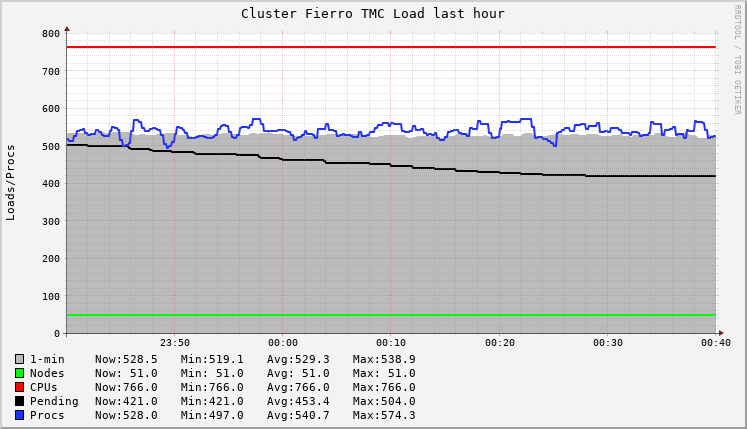 Cluster Fierro TMC Load last hour
RRDTOOL / TOBI OETIKER
Loads/Procs
800
700
600
500
400
300
200
100
0
23:50 00:00 00:10 00:20 00:30 00:40
1-min Now:528.5 Min:519.1 Avg:529.3 Max:538.9
Nodes Now: 51.0 Min: 51.0 Avg: 51.0 Max: 51.0
CPUs Now:766.0 Min:766.0 Avg:766.0 Max:766.0
Pending Now:421.0 Min:421.0 Avg:453.4 Max:504.0
Procs Now:528.0 Min:497.0 Avg:540.7 Max:574.3